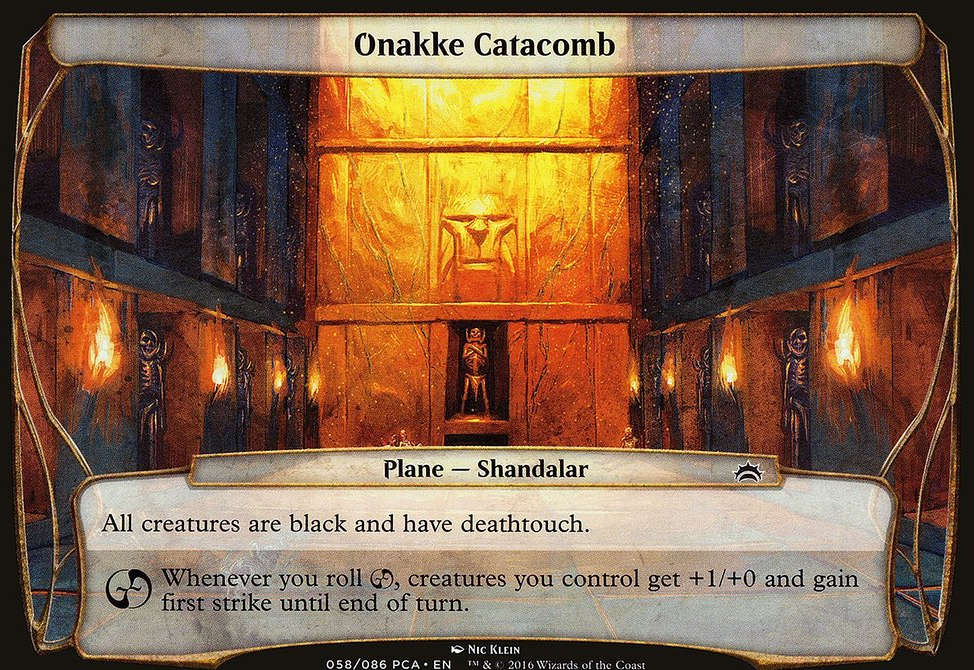 Onakke Catacomb
Plane — Shandalar
All creatures are black and have deathtouch.
Whenever you roll , creatures you control get +1/+0 and gain
first strike until end of turn.
Nic Klein
058/086 PCA • EN ™ & © 2016 Wizards of the Coast